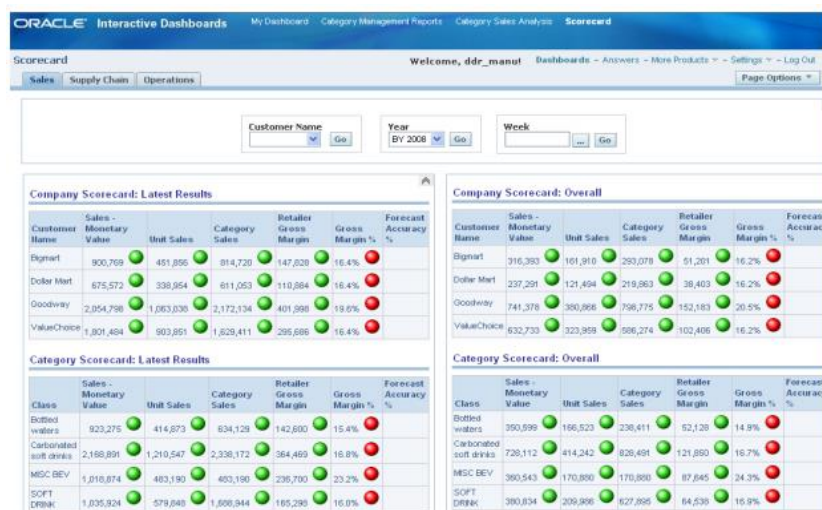 ORACLE Interactive Dashboards My Dashboard Category Management Reports Category Sales Analysis Scorecard
Scorecard Welcome, ddr_manu! Dashboards - Answers - More Products - Settings - Log Out
Sales Supply Chain Operations Page Options
Customer Name Year Week
Go BY 2008 Go ... Go
Company Scorecard: Latest Results
Customer Name Sales - Monetary Value Unit Sales Category Sales Retailer Gross Margin Gross Margin % Forecast Accuracy %
Bigmart 900,769 451,856 814,720 147,828 16.4%
Dollar Mart 675,572 338,954 611,053 110,864 16.4%
Goodway 2,054,798 1,063,038 2,172,134 401,998 19.6%
ValueChoice 1,801,484 903,851 1,629,411 295,686 16.4%
Category Scorecard: Latest Results
Class Sales - Monetary Value Unit Sales Category Sales Retailer Gross Margin Gross Margin % Forecast Accuracy %
Bottled waters 923,275 414,873 634,129 142,600 15.4%
Carbonated soft drinks 2,168,891 1,210,547 2,338,172 364,469 16.8%
MISC BEV 1,018,874 483,190 483,190 236,700 23.2%
SOFT DRINK 1,035,924 579,848 1,688,944 165,298 16.0%
Company Scorecard: Overall
Customer Name Sales - Monetary Value Unit Sales Category Sales Retailer Gross Margin Gross Margin % Forecas Accurac %
Bigmart 316,393 161,910 293,078 51,201 16.2%
Dollar Mart 237,291 121,494 219,863 38,403 16.2%
Goodway 741,378 380,866 798,775 152,183 20.5%
ValueChoice 632,733 323,959 586,274 102,406 16.2%
Category Scorecard: Overall
Class Sales - Monetary Value Unit Sales Category Sales Retailer Gross Margin Gross Margin % Forecas Accurac %
Bottled waters 350,599 166,523 238,411 52,128 14.9%
Carbonated soft drinks 728,112 414,242 828,491 121,850 16.7%
MISC BEV 360,543 170,880 170,880 87,645 24.3%
SOFT DRINK 380,834 209,986 627,895 64,538 16.9%